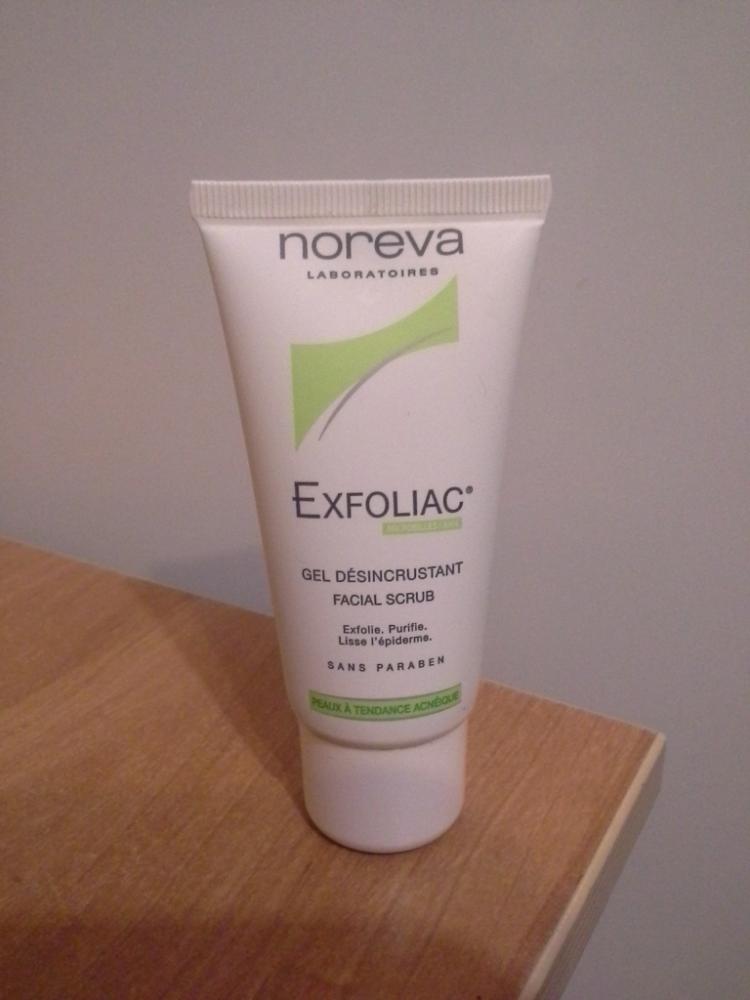 noreva
LABORATOIRES
EXFOLIAC®
GEL DÉSINCRUSTANT
FACIAL SCRUB
Exfolie. Purifie.
Lisse l'épiderme.
SANS PARABEN
PEAUX À TENDANCE ACNÉIQUE